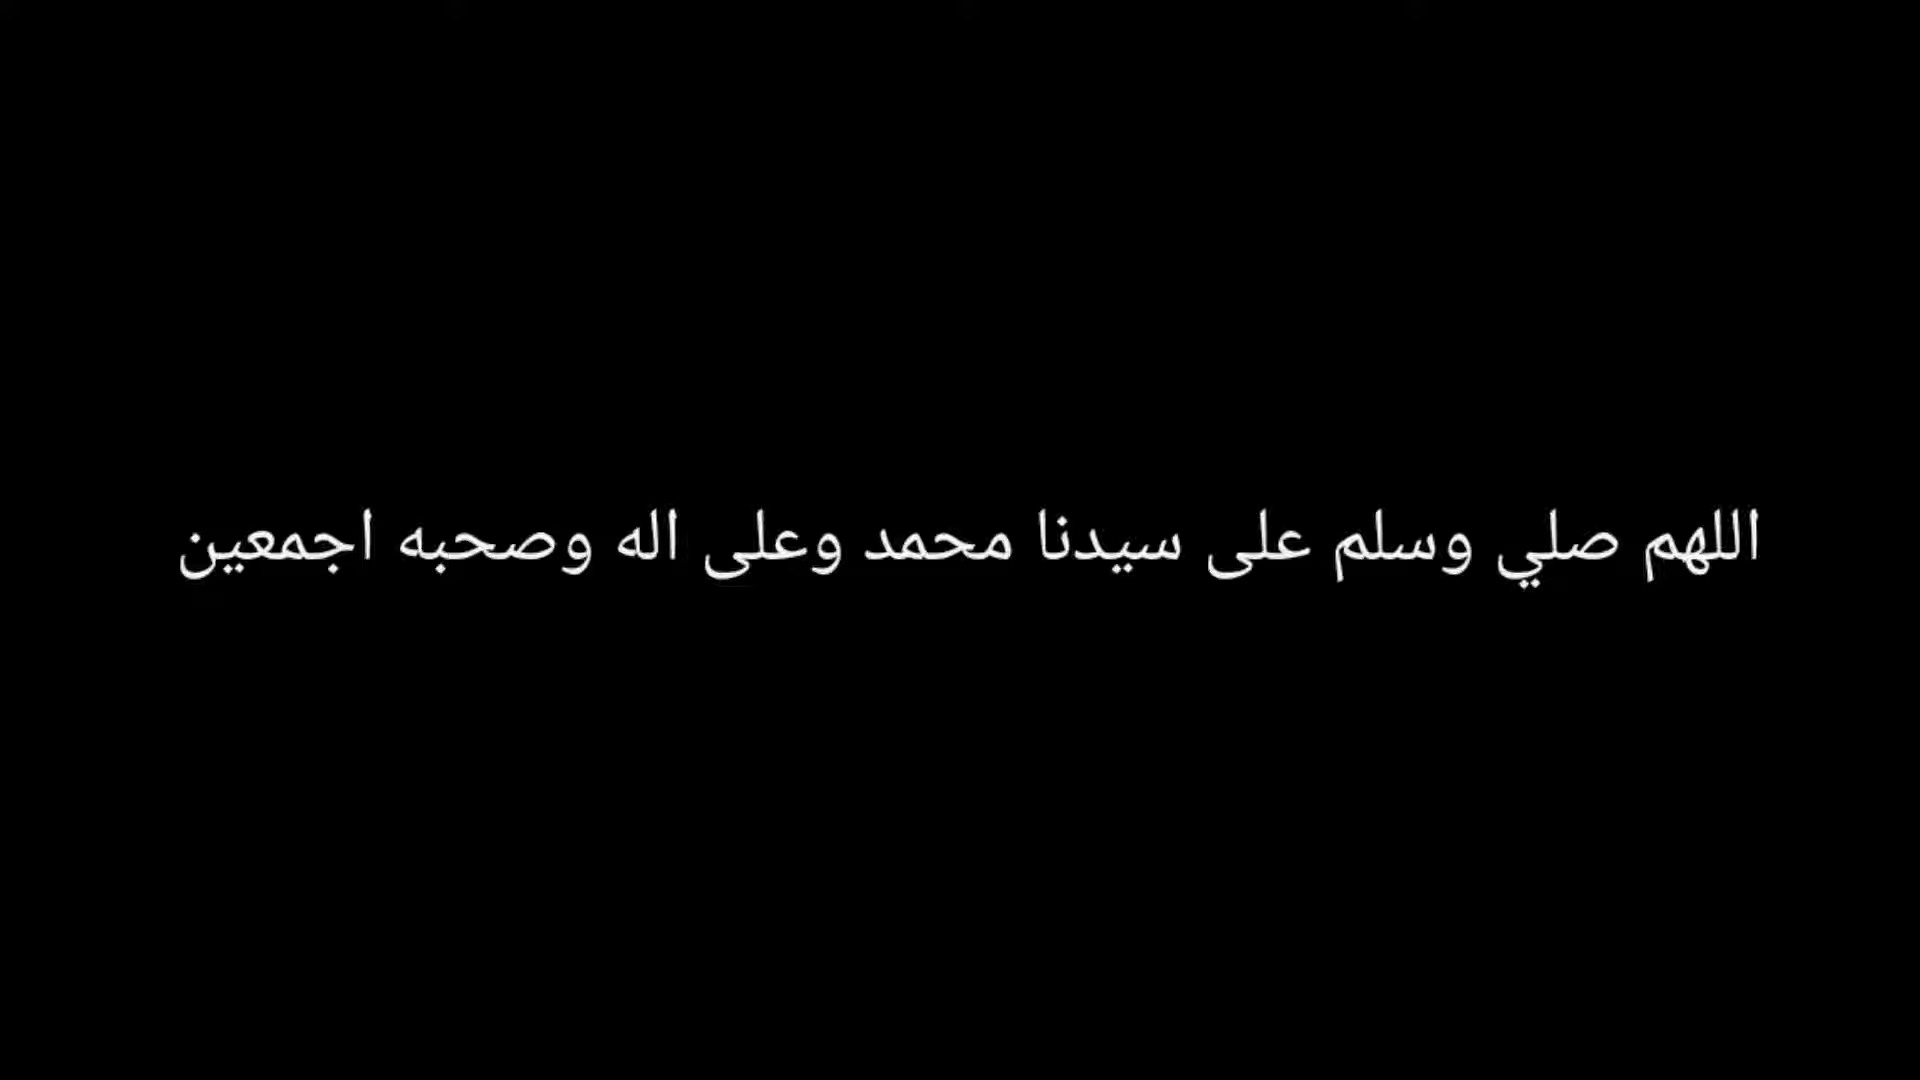 اللهم صلي وسلم على سيدنا محمد وعلى اله وصحبه اجمعين